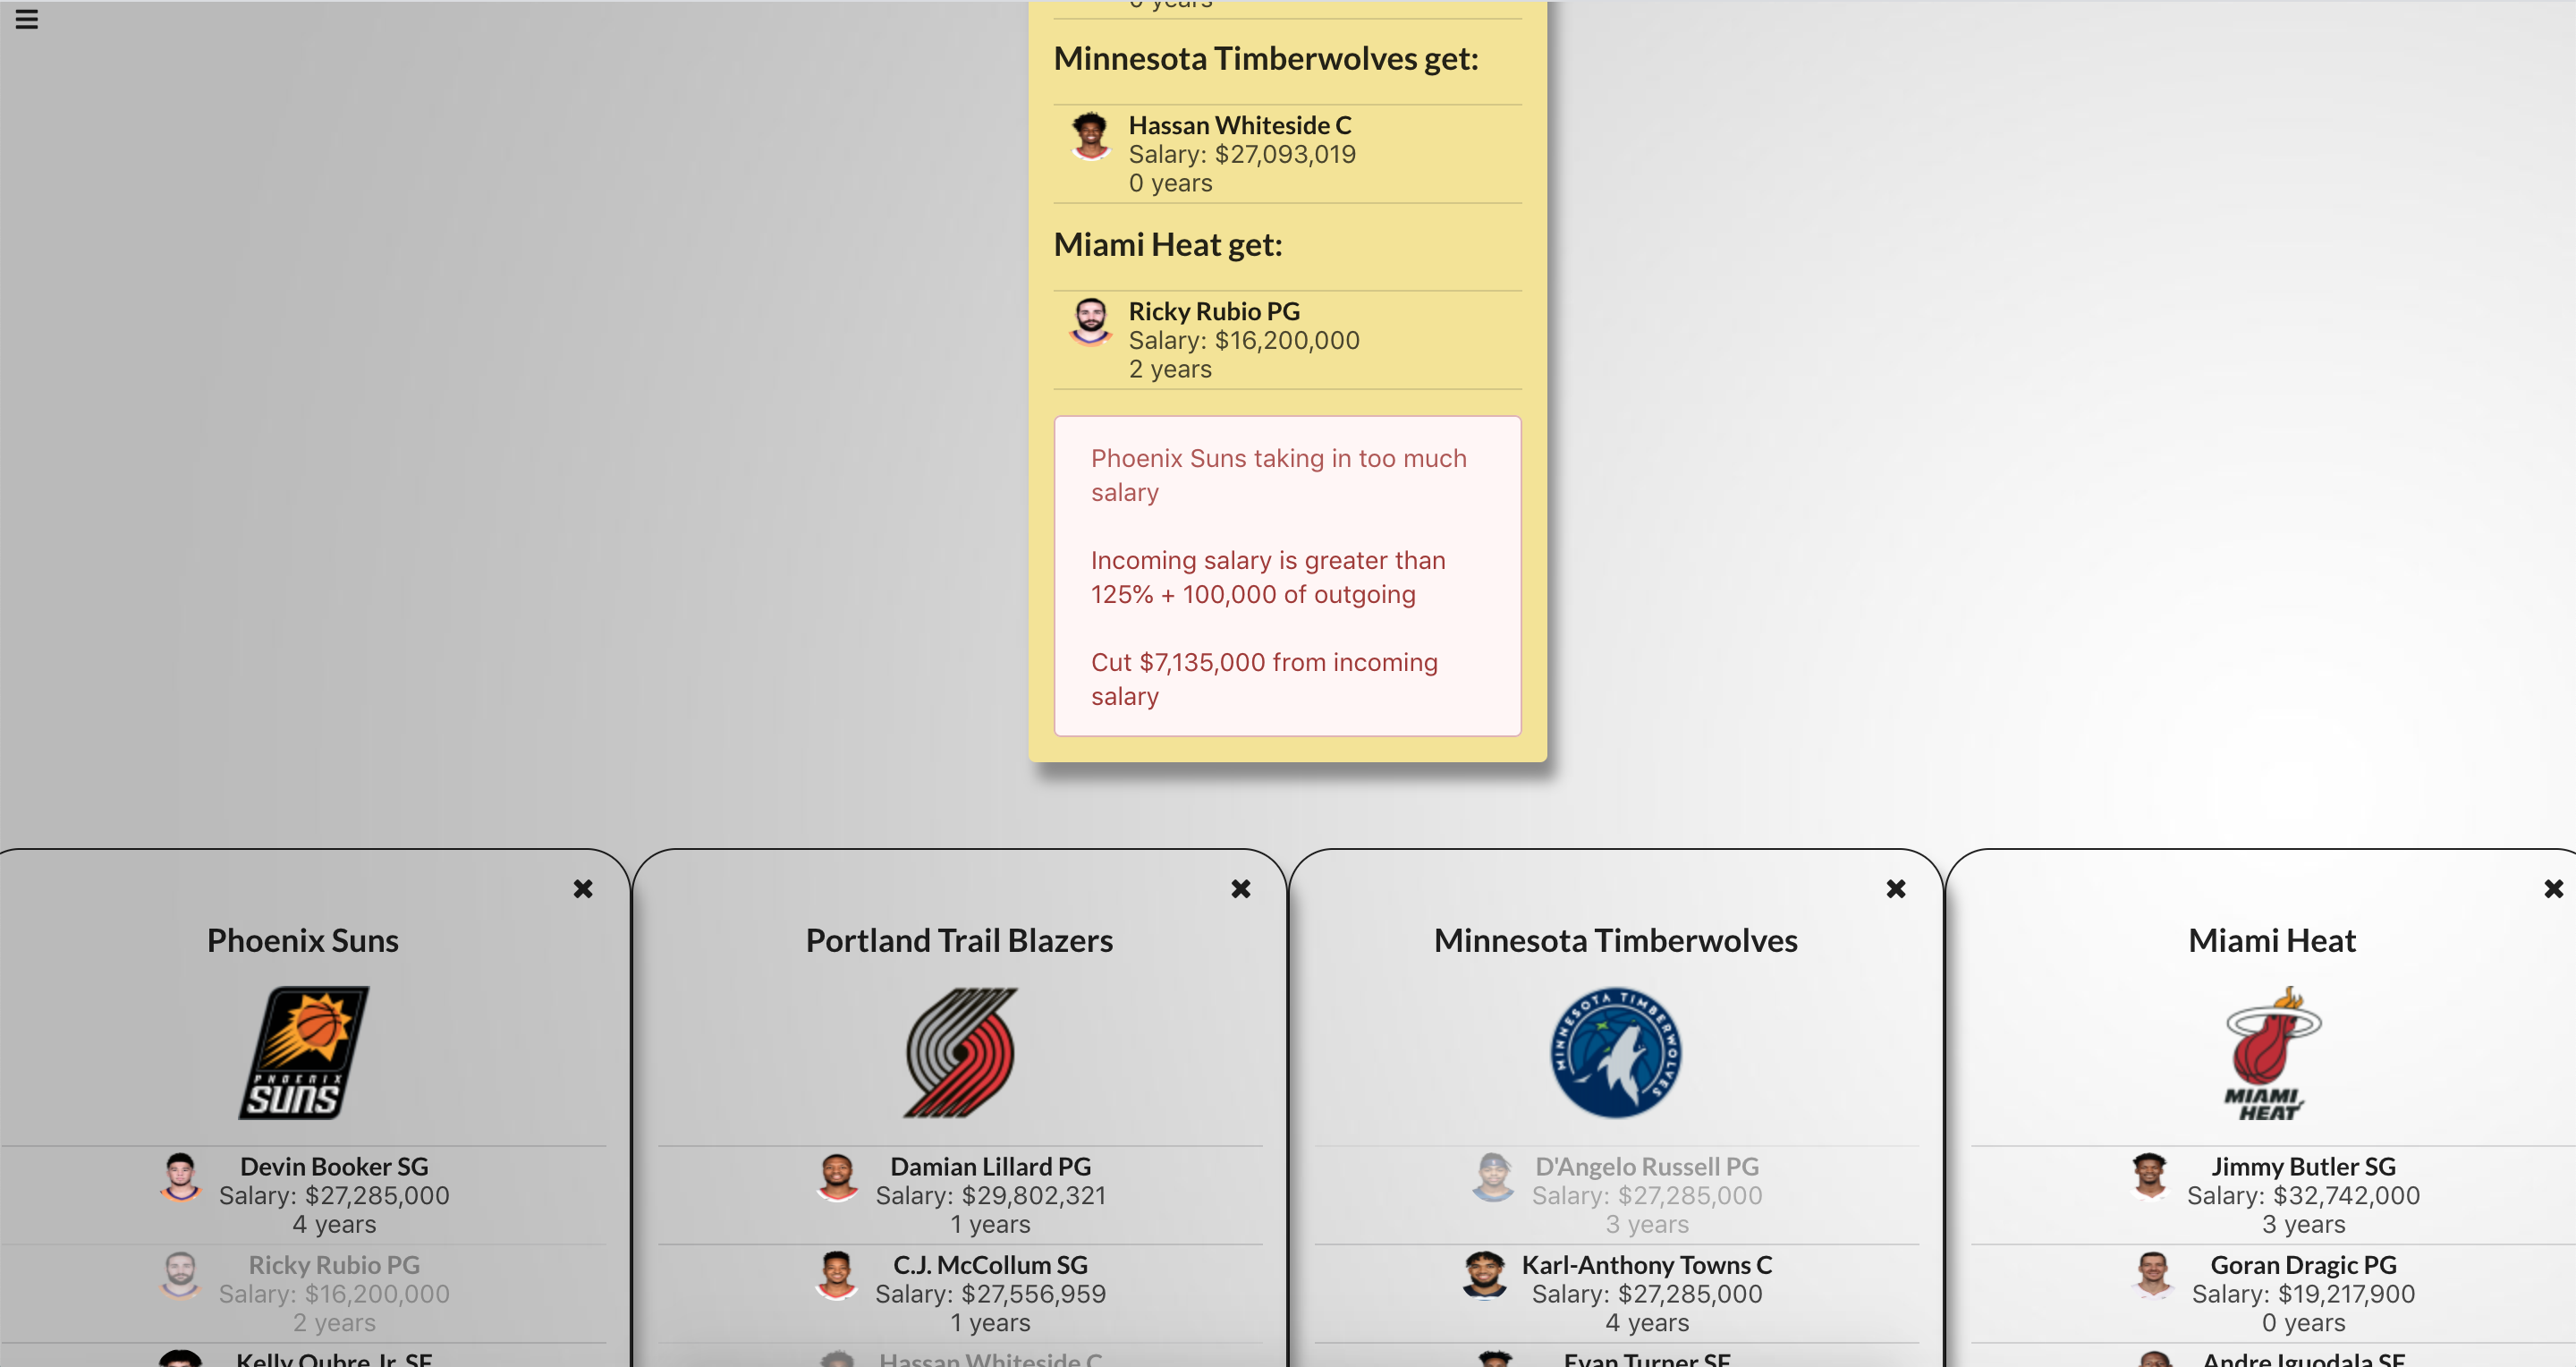 0 years
Minnesota Timberwolves get:
Hassan Whiteside C
Salary: $27,093,019
0 years
Miami Heat get:
Ricky Rubio PG
Salary: $16,200,000
2 years
Phoenix Suns taking in too much
salary
Incoming salary is greater than
125% + 100,000 of outgoing
Cut $7,135,000 from incoming
salary
Phoenix Suns
PHOENIX
SUNS
Devin Booker SG
Salary: $27,285,000
4 years
Ricky Rubio PG
Salary: $16,200,000
2 years
Kelly Oubre Jr. SF
Portland Trail Blazers
Damian Lillard PG
Salary: $29,802,321
1 years
C.J. McCollum SG
Salary: $27,556,959
1 years
Hassan Whiteside C
Minnesota Timberwolves
MINNESOTA TIMBERWOLVES
D'Angelo Russell PG
Salary: $27,285,000
3 years
Karl-Anthony Towns C
Salary: $27,285,000
4 years
Evan Turner SF
Miami Heat
MIAMI
HEAT
Jimmy Butler SG
Salary: $32,742,000
3 years
Goran Dragic PG
Salary: $19,217,900
0 years
Andre Iguodala SF